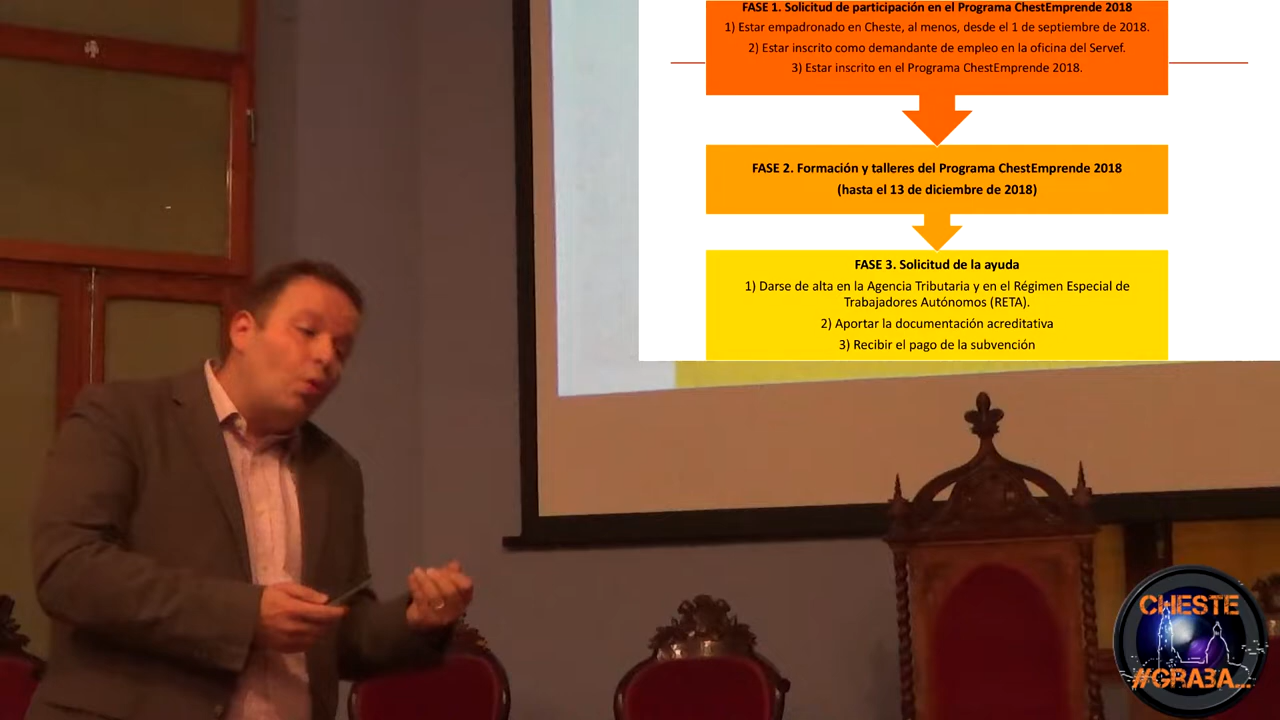 FASE 1. Solicitud de participación en el Programa ChestEmprende 2018
1) Estar empadronado en Cheste, al menos, desde el 1 de septiembre de 2018.
2) Estar inscrito como demandante de empleo en la oficina del Servef.
3) Estar inscrito en el Programa ChestEmprende 2018.
FASE 2. Formación y talleres del Programa ChestEmprende 2018
(hasta el 13 de diciembre de 2018)
FASE 3. Solicitud de la ayuda
1) Darse de alta en la Agencia Tributaria y en el Régimen Especial de
Trabajadores Autónomos (RETA).
2) Aportar la documentación acreditativa
3) Recibir el pago de la subvención
CHESTE
#GRABA...